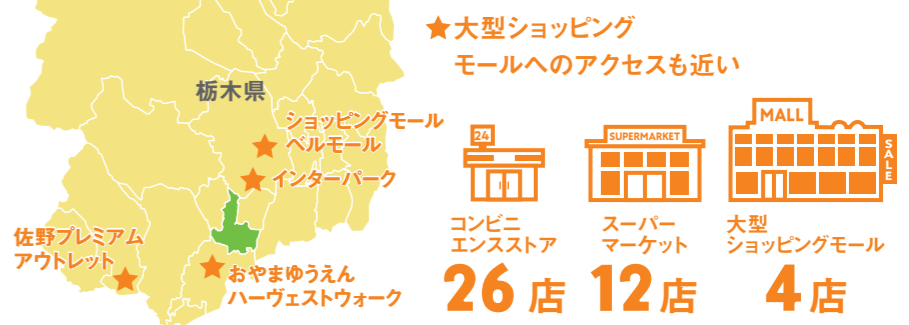 ★大型ショッピング
モールへのアクセスも近い
栃木県
ショッピングモール
ベルモール
インターパーク
佐野プレミアム
アウトレット
おやまゆうえん
ハーヴェストウォーク
24
SUPERMARKET
MALL
SALE
コンビニ
エンスストア
26店
スーパー
マーケット
12店
大型
ショッピングモール
4店